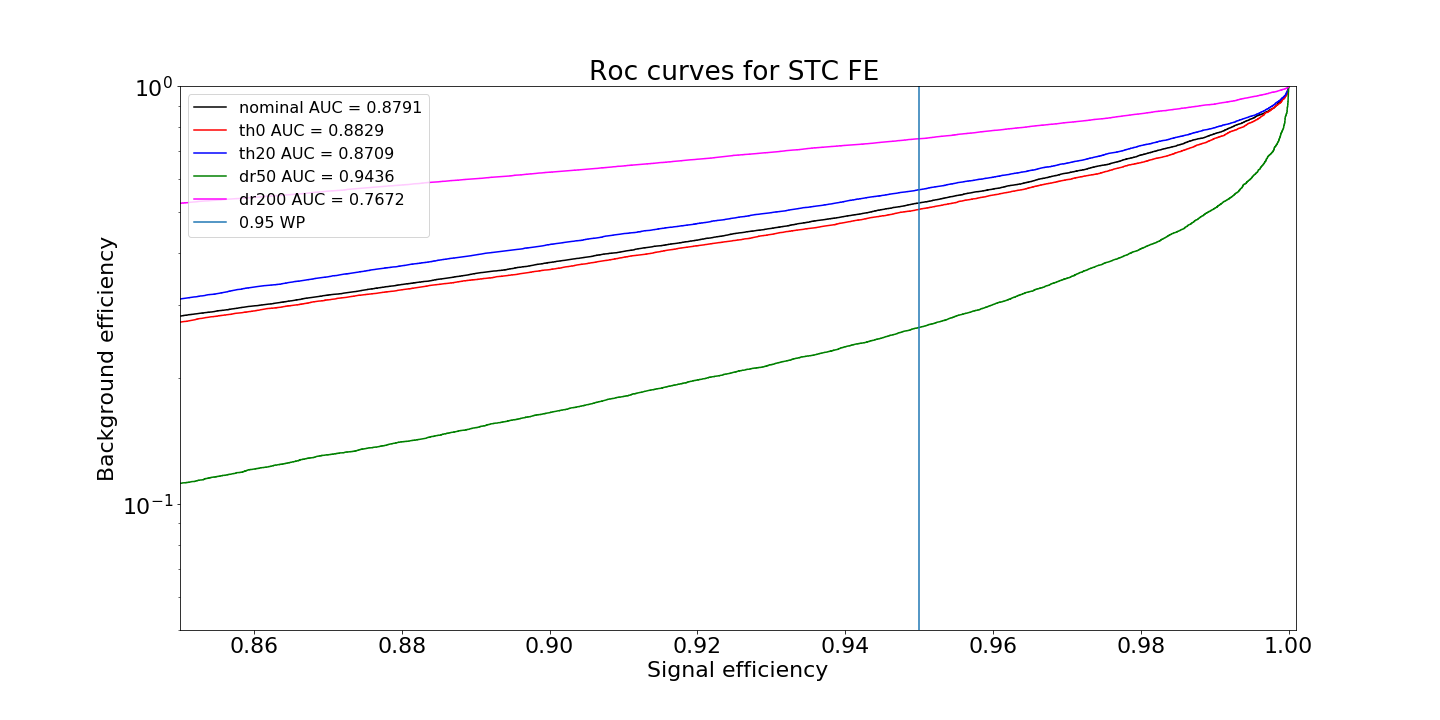 Roc curves for STC FE
10⁰
nominal AUC = 0.8791
th0 AUC = 0.8829
th20 AUC = 0.8709
dr50 AUC = 0.9436
dr200 AUC = 0.7672
0.95 WP
Background efficiency
10⁻¹
0.86 0.88 0.90 0.92 0.94 0.96 0.98 1.00
Signal efficiency